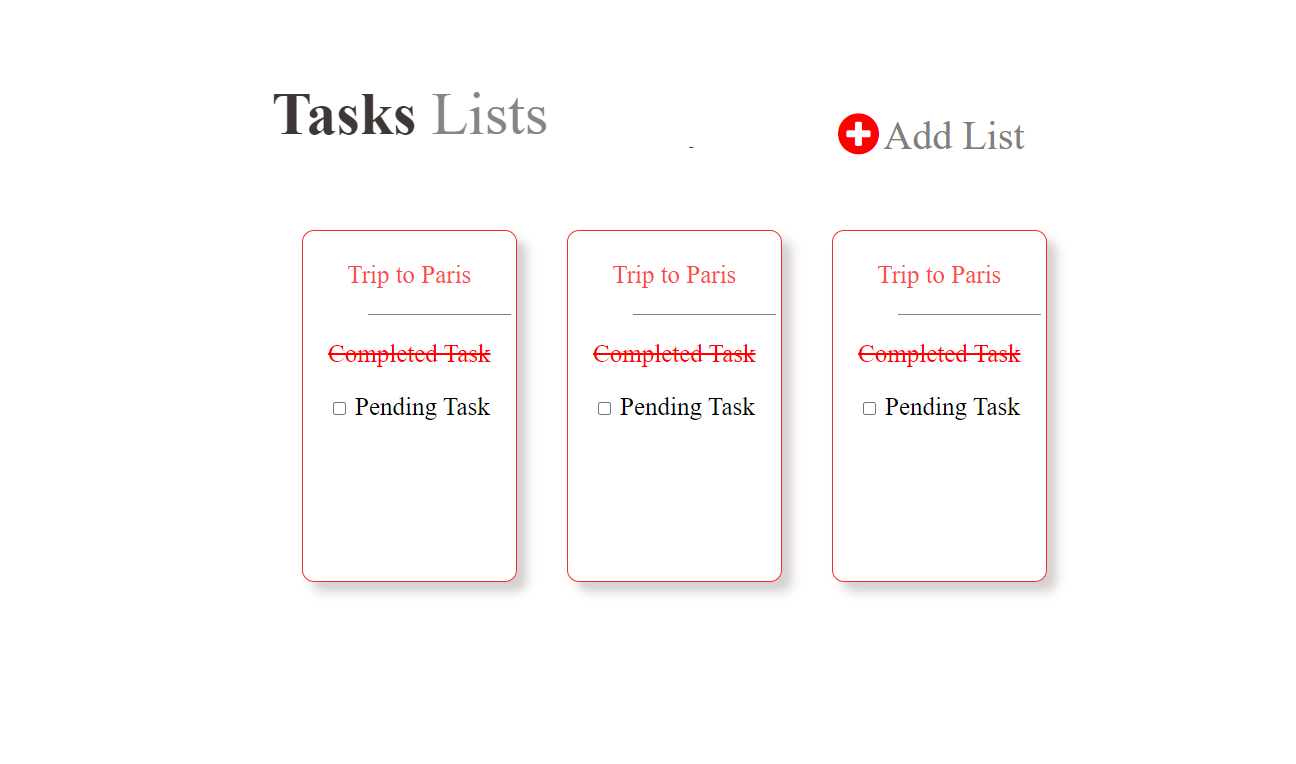 Tasks Lists
-
Add List
Trip to Paris
Completed Task
Pending Task
Trip to Paris
Completed Task
Pending Task
Trip to Paris
Completed Task
Pending Task